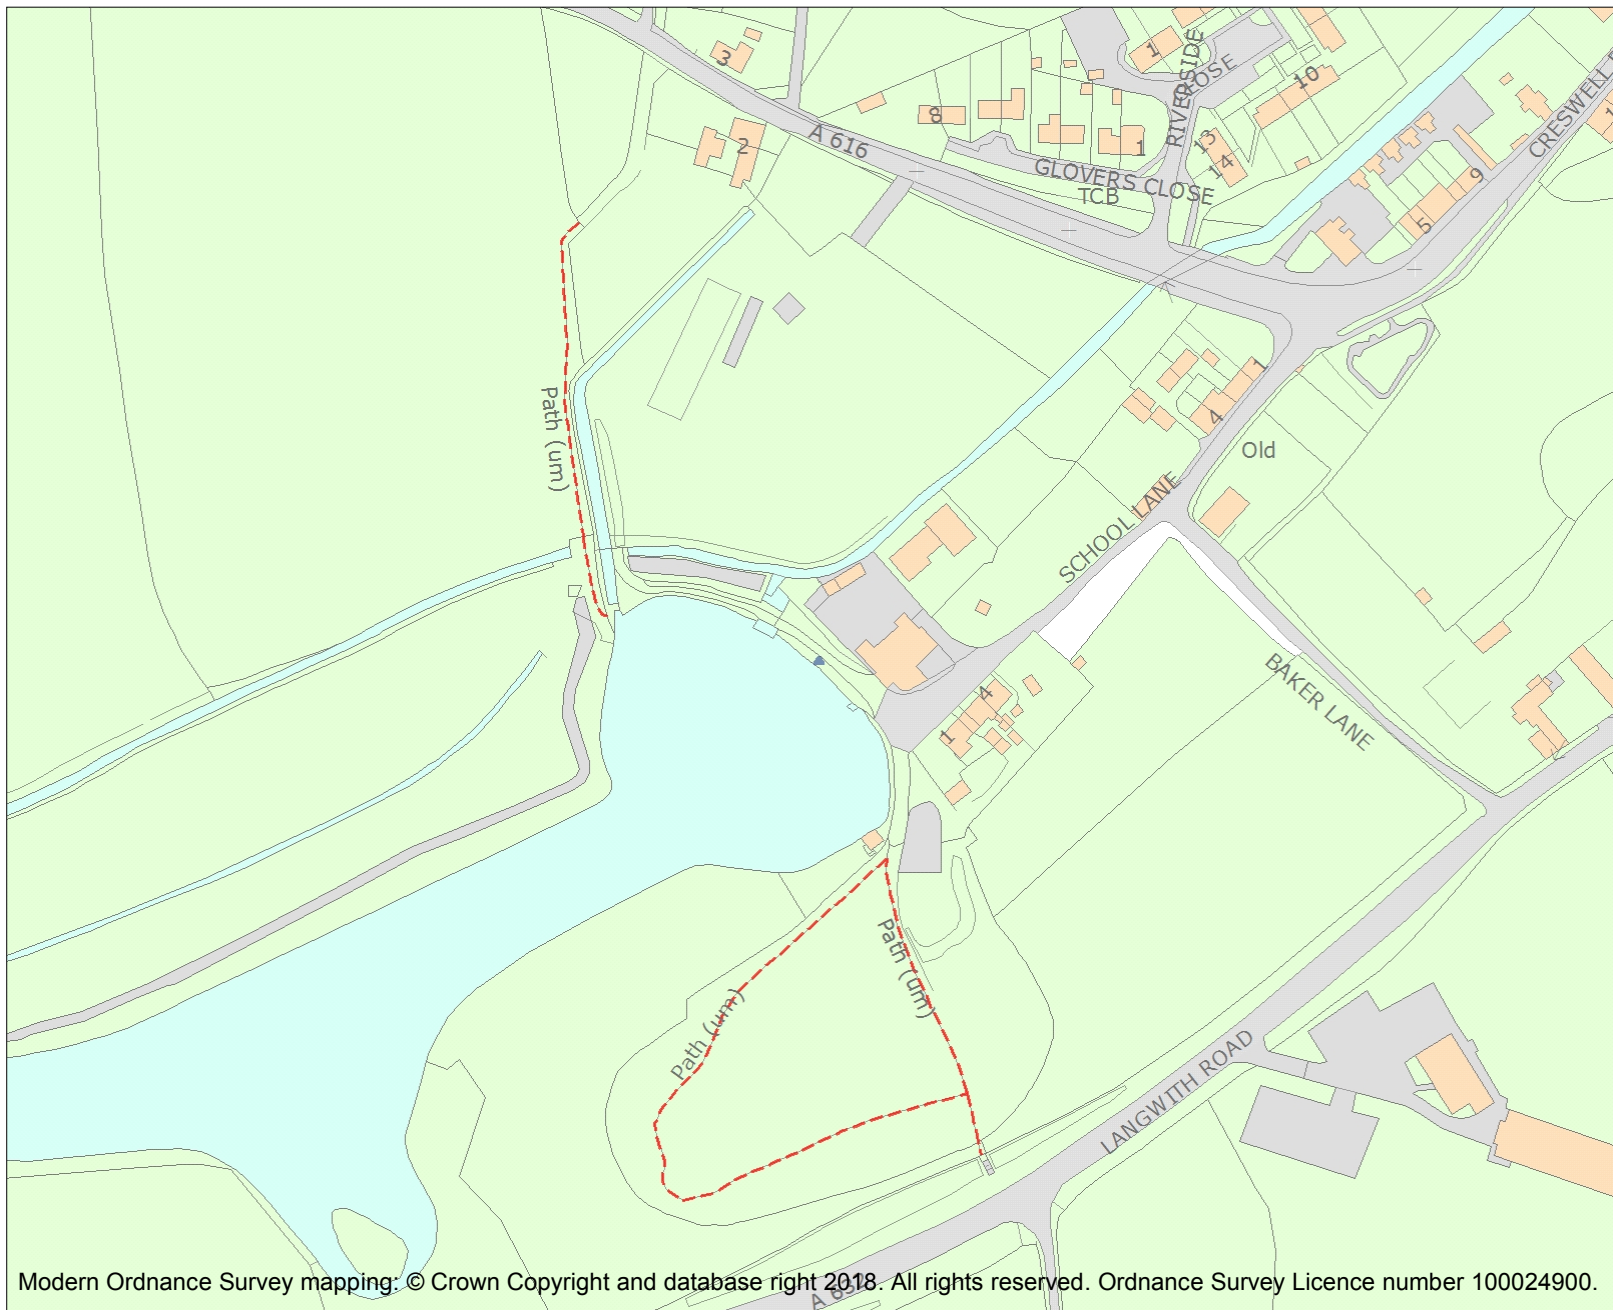 3
1
RIVERSIDE
CLOSE
10
CRESWELL
8
2
A 616
1
13
14
GLOVERS CLOSE
TCB
9
5
1
4
Path (um)
Old
SCHOOL LANE
BAKER LANE
4
1
Path (um)
Path (um)
LANGWITH ROAD
A 632
Modern Ordnance Survey mapping: © Crown Copyright and database right 2018. All rights reserved. Ordnance Survey Licence number 100024900.